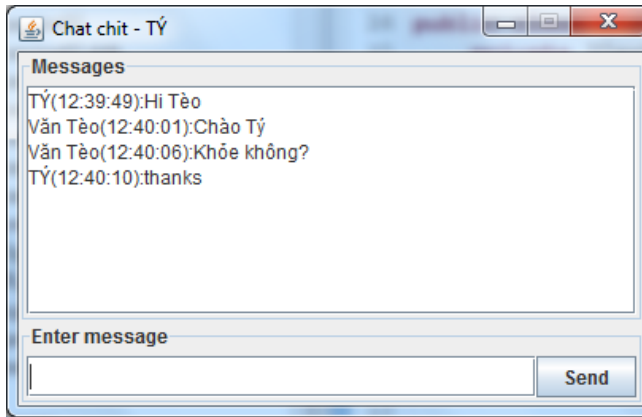 Chat chit - TÝ
Messages
TÝ(12:39:49):Hi Tèo
Văn Tèo(12:40:01):Chào Tý
Văn Tèo(12:40:06):Khỏe không?
TÝ(12:40:10):thanks
Enter message
Send